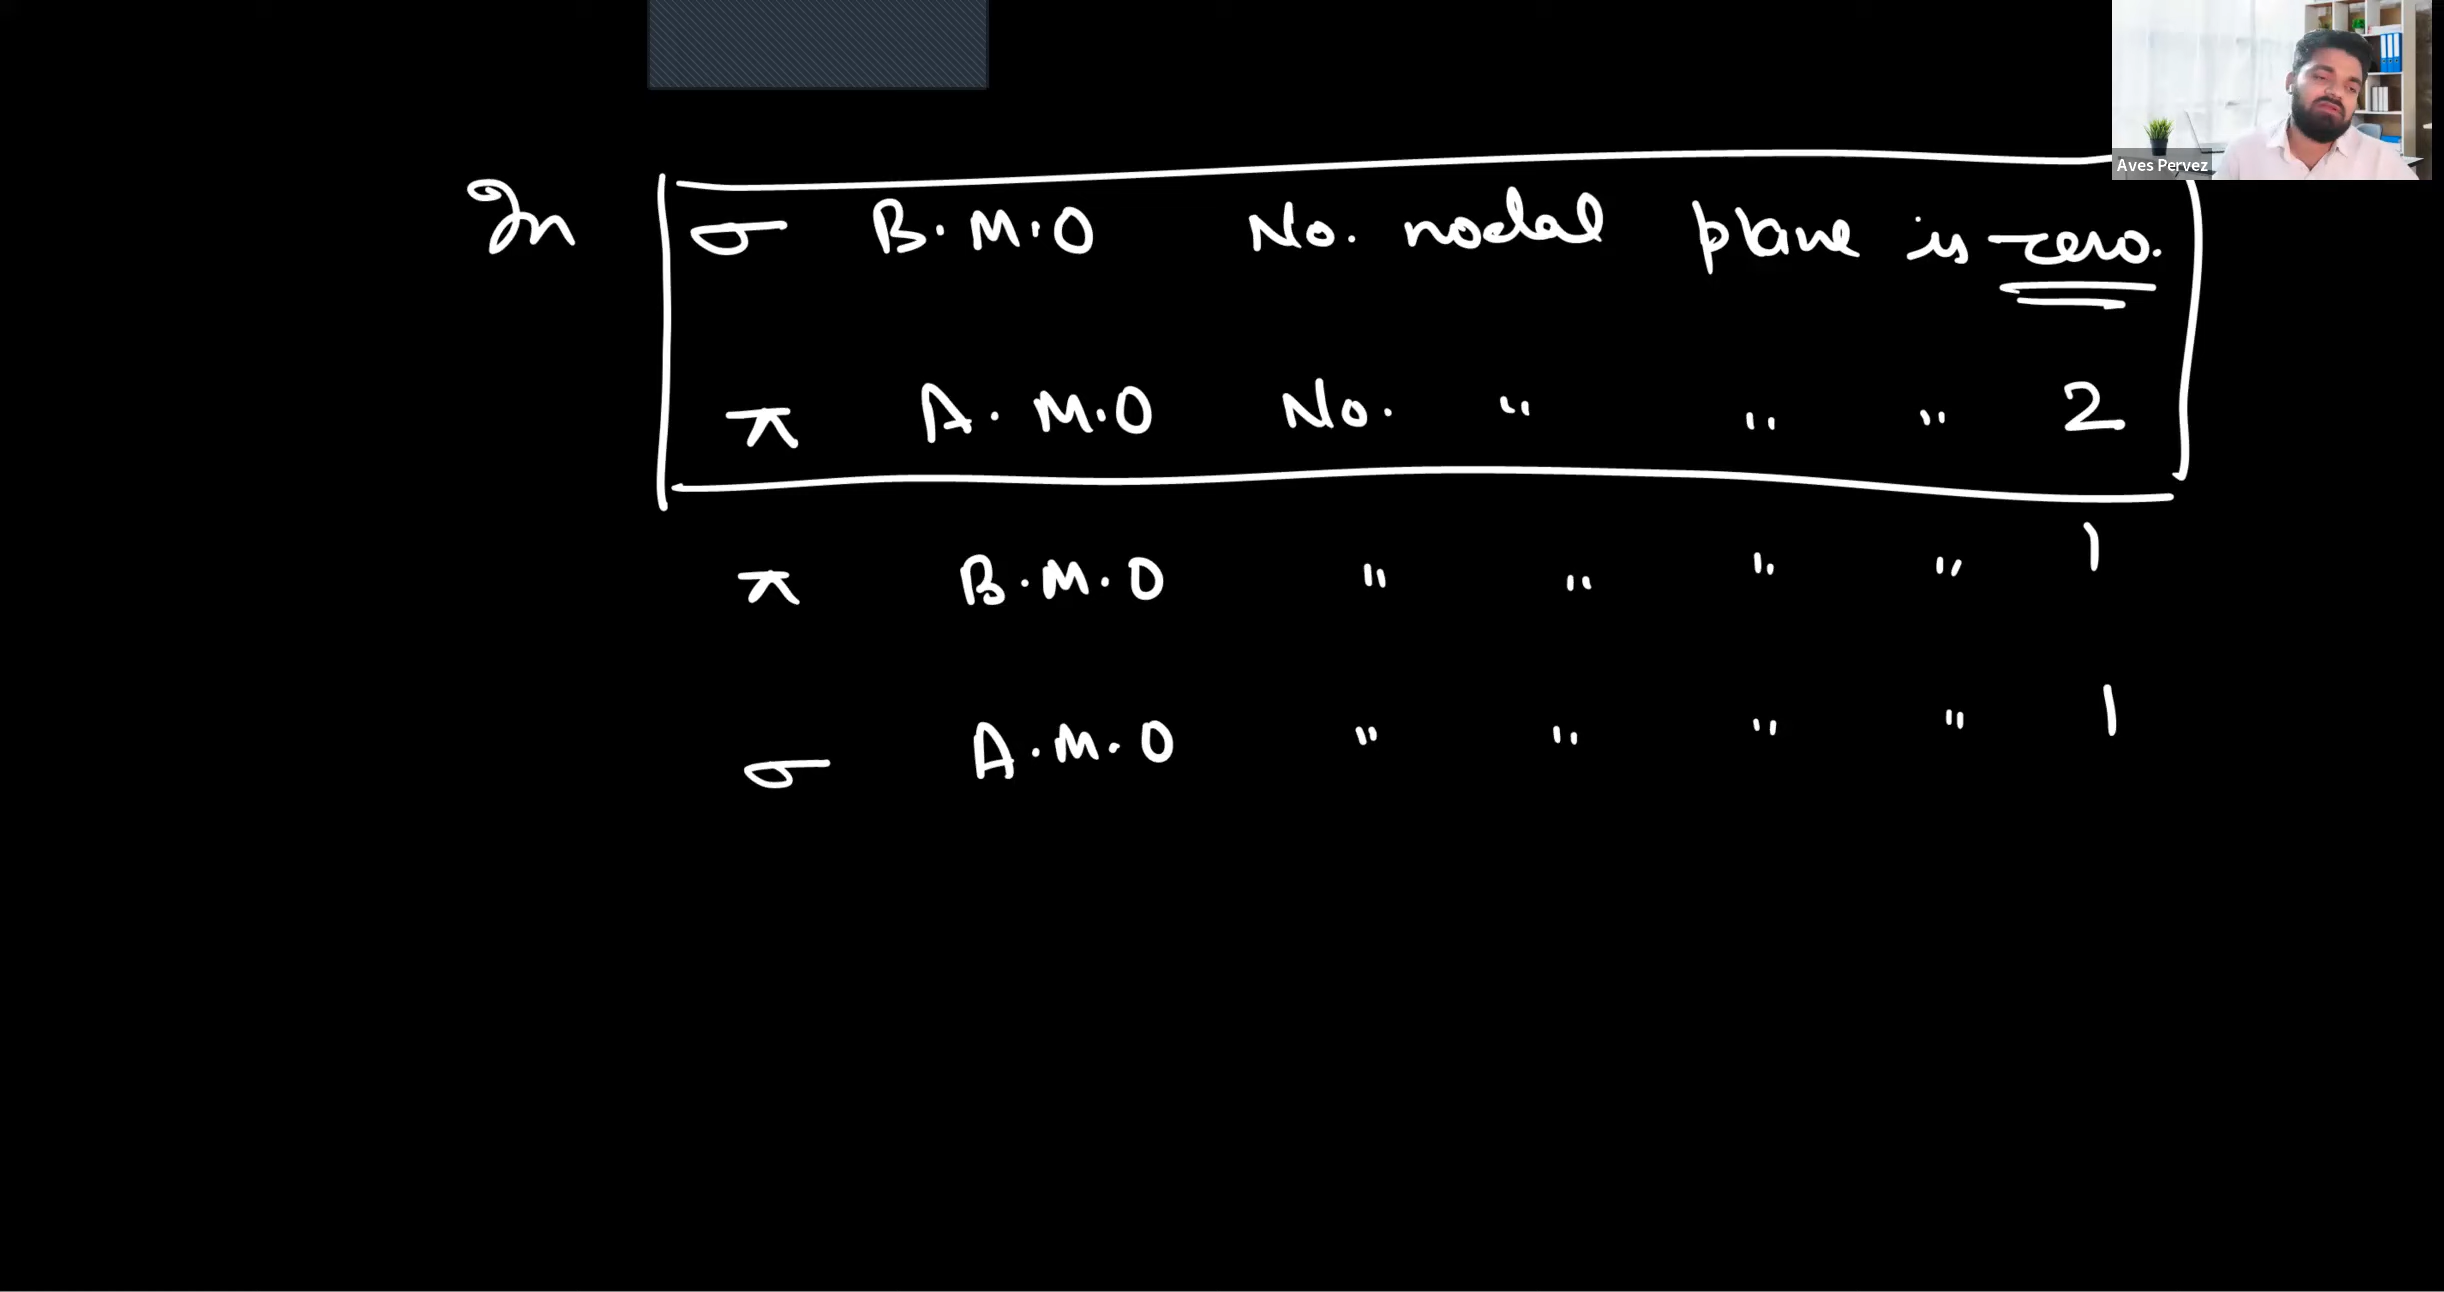 Aves Pervez
In σ B.M.O No. nodal plane is zero.
π A.M.O No. " " " 2
π B.M.O " " " " 1
σ A.M.O " " " " 1